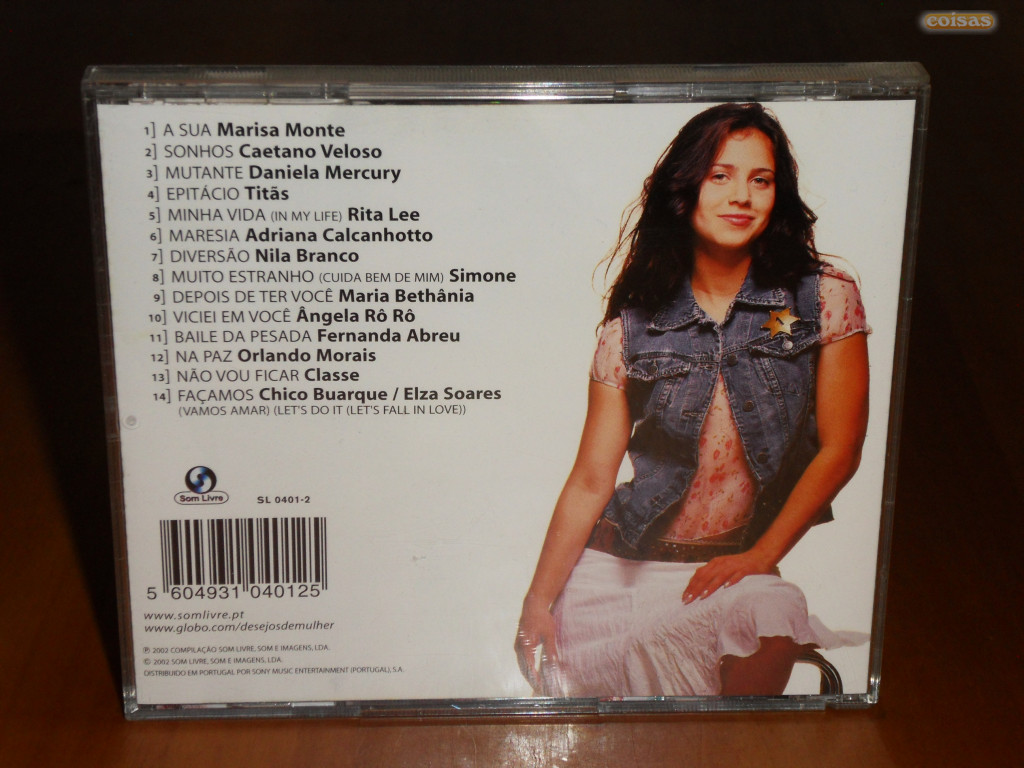 coisas
1] A SUA Marisa Monte
2] SONHOS Caetano Veloso
3] MUTANTE Daniela Mercury
4] EPITÁCIO Titãs
5] MINHA VIDA (IN MY LIFE) Rita Lee
6] MARESIA Adriana Calcanhotto
7] DIVERSÃO Nila Branco
8] MUITO ESTRANHO (CUIDA BEM DE MIM) Simone
9] DEPOIS DE TER VOCÊ Maria Bethânia
10] VICIEI EM VOCÊ Ângela Rô Rô
11] BAILE DA PESADA Fernanda Abreu
12] NA PAZ Orlando Morais
13] NÃO VOU FICAR Classe
14] FAÇAMOS Chico Buarque / Elza Soares
(VAMOS AMAR) (LET'S DO IT (LET'S FALL IN LOVE))
Som Livre
SL 0401-2
5 604931 040125
www.somlivre.pt
www.globo.com/desejosdemulher
℗ 2002 COMPILAÇÃO SOM LIVRE, SOM E IMAGENS, LDA.
© 2002 SOM LIVRE, SOM E IMAGENS, LDA.
DISTRIBUIDO EM PORTUGAL POR SONY MUSIC ENTERTAINMENT (PORTUGAL), S.A.